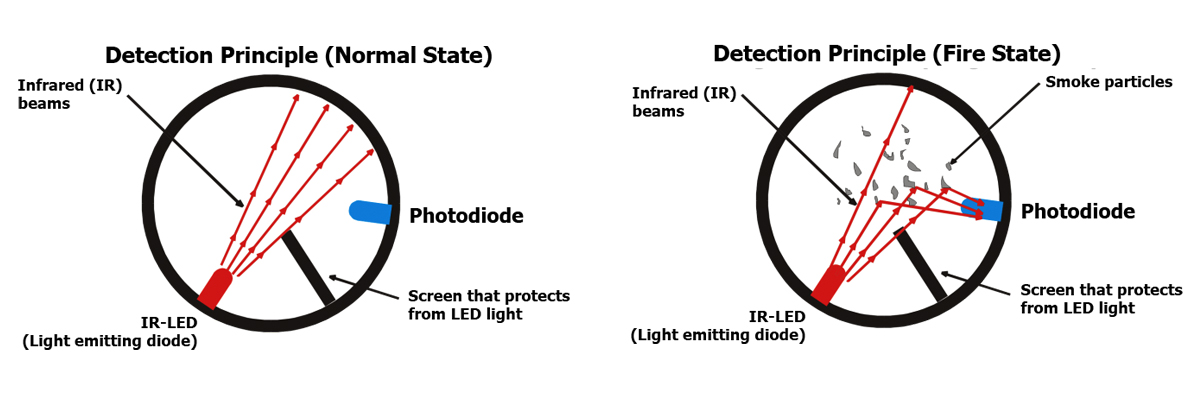 Detection Principle (Normal State)
Infrared (IR)
beams
Photodiode
Screen that protects
from LED light
IR-LED
(Light emitting diode)
Detection Principle (Fire State)
Infrared (IR)
beams
Smoke particles
Photodiode
Screen that protects
from LED light
IR-LED
(Light emitting diode)